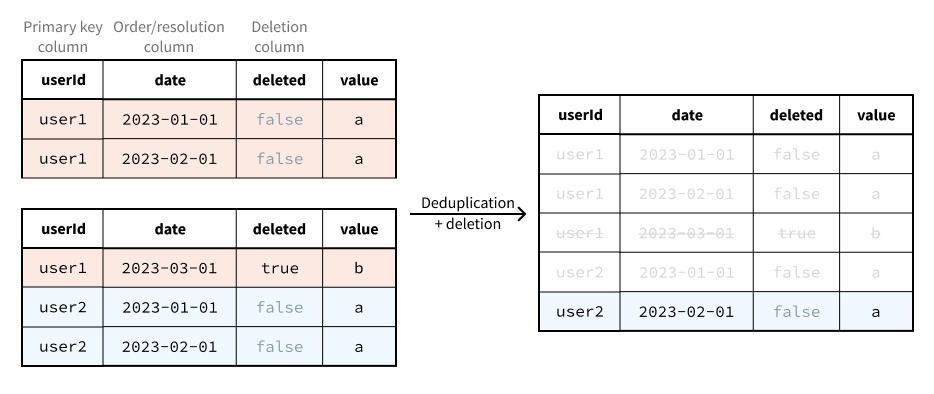 Primary key Order/resolution Deletion
column column column
userId date deleted value
user1 2023-01-01 false a
user1 2023-02-01 false a
userId date deleted value
user1 2023-03-01 true b
user2 2023-01-01 false a
user2 2023-02-01 false a
Deduplication
+ deletion
userId date deleted value
user1 2023-01-01 false a
user1 2023-02-01 false a
user1 2023-03-01 true b
user2 2023-01-01 false a
user2 2023-02-01 false a